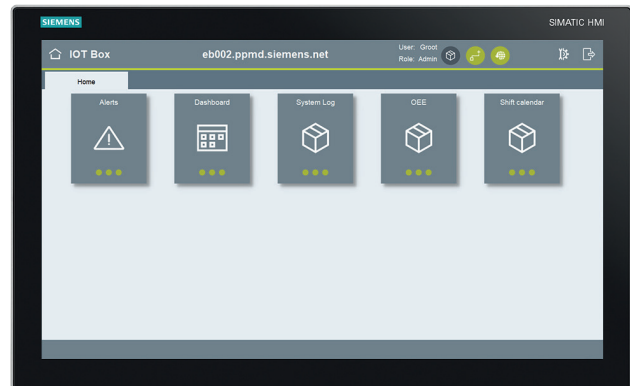 SIEMENS
SIMATIC HMI
IOT Box
eb002.ppmd.siemens.net
User: Groot
Role: Admin
Home
Alerts
Dashboard
System Log
OEE
Shift calendar